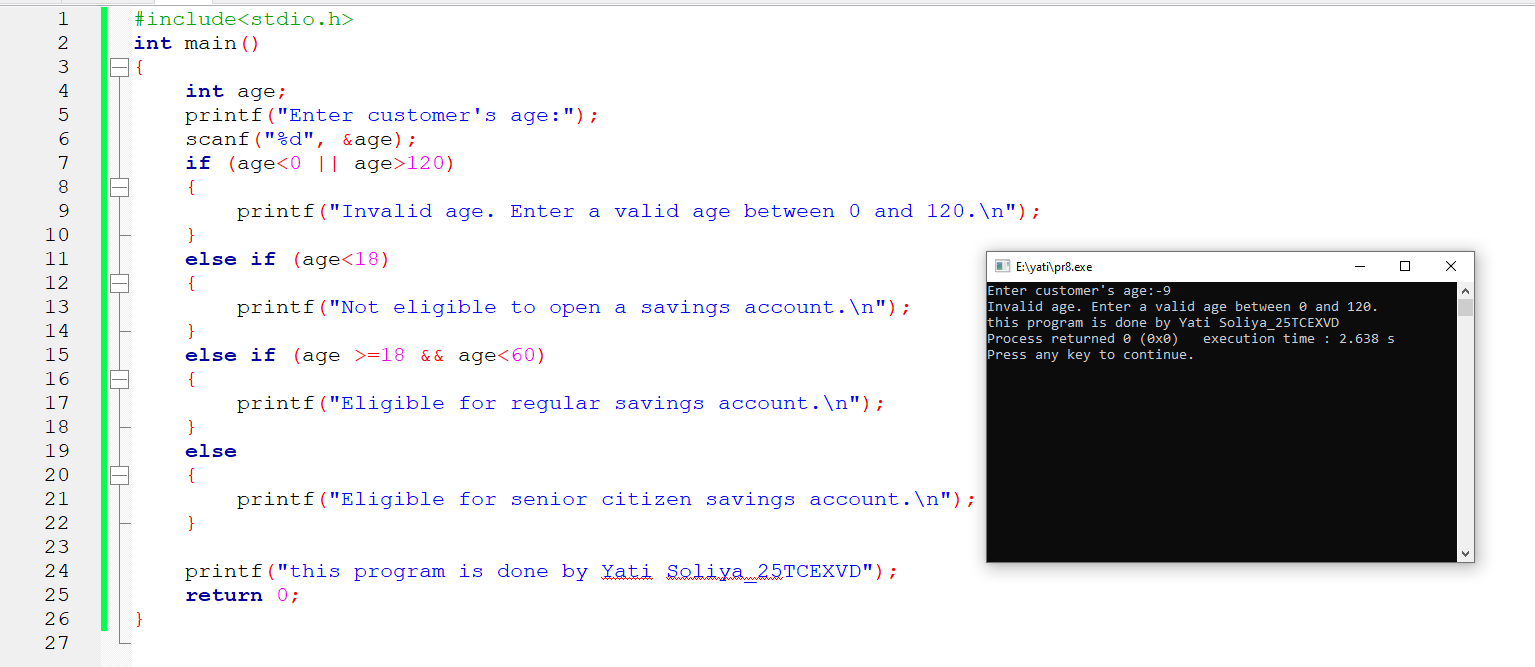 1 #include<stdio.h>
2 int main()
3 {
4     int age;
5     printf("Enter customer's age:");
6     scanf("%d", &age);
7     if (age<0 || age>120)
8     {
9         printf("Invalid age. Enter a valid age between 0 and 120.\n");
10     }
11     else if (age<18)
12     {
13         printf("Not eligible to open a savings account.\n");
14     }
15     else if (age >=18 && age<60)
16     {
17         printf("Eligible for regular savings account.\n");
18     }
19     else
20     {
21         printf("Eligible for senior citizen savings account.\n");
22     }
23
24     printf("this program is done by Yati Soliya_25TCEXVD");
25     return 0;
26 }
27
E:\yati\pr8.exe
Enter customer's age:-9
Invalid age. Enter a valid age between 0 and 120.
this program is done by Yati Soliya_25TCEXVD
Process returned 0 (0x0)   execution time : 2.638 s
Press any key to continue.